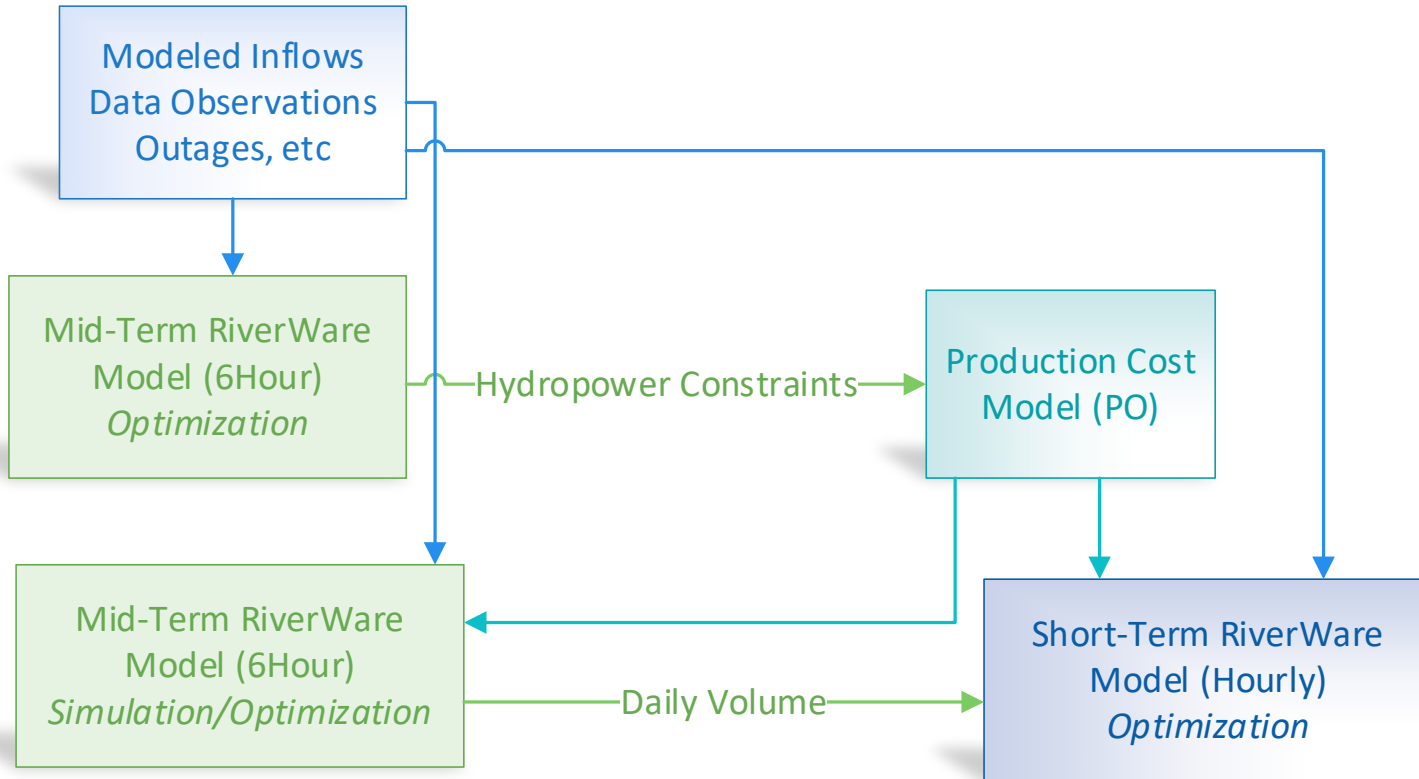 Modeled Inflows
Data Observations
Outages, etc
Mid-Term RiverWare
Model (6Hour)
Optimization
Hydropower Constraints
Production Cost
Model (PO)
Mid-Term RiverWare
Model (6Hour)
Simulation/Optimization
Daily Volume
Short-Term RiverWare
Model (Hourly)
Optimization